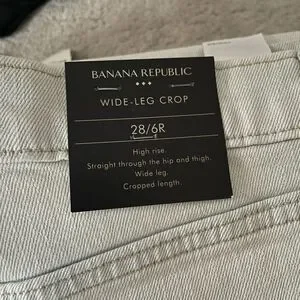 BANANA REPUBLIC
WIDE-LEG CROP
28/6R
High rise.
Straight through the hip and thigh.
Wide leg.
Cropped length.